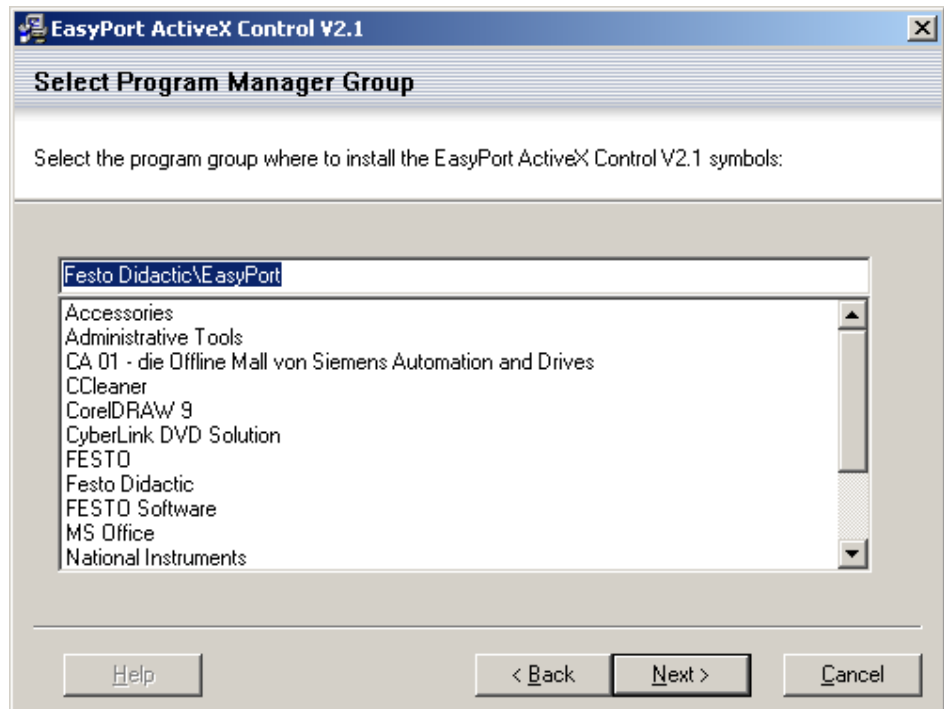 EasyPort ActiveX Control V2.1
Select Program Manager Group
Select the program group where to install the EasyPort ActiveX Control V2.1 symbols:
Festo Didactic\EasyPort
Accessories
Administrative Tools
CA 01 - die Offline Mall von Siemens Automation and Drives
CCleaner
CorelDRAW 9
CyberLink DVD Solution
FESTO
Festo Didactic
FESTO Software
MS Office
National Instruments
Help < Back Next > Cancel